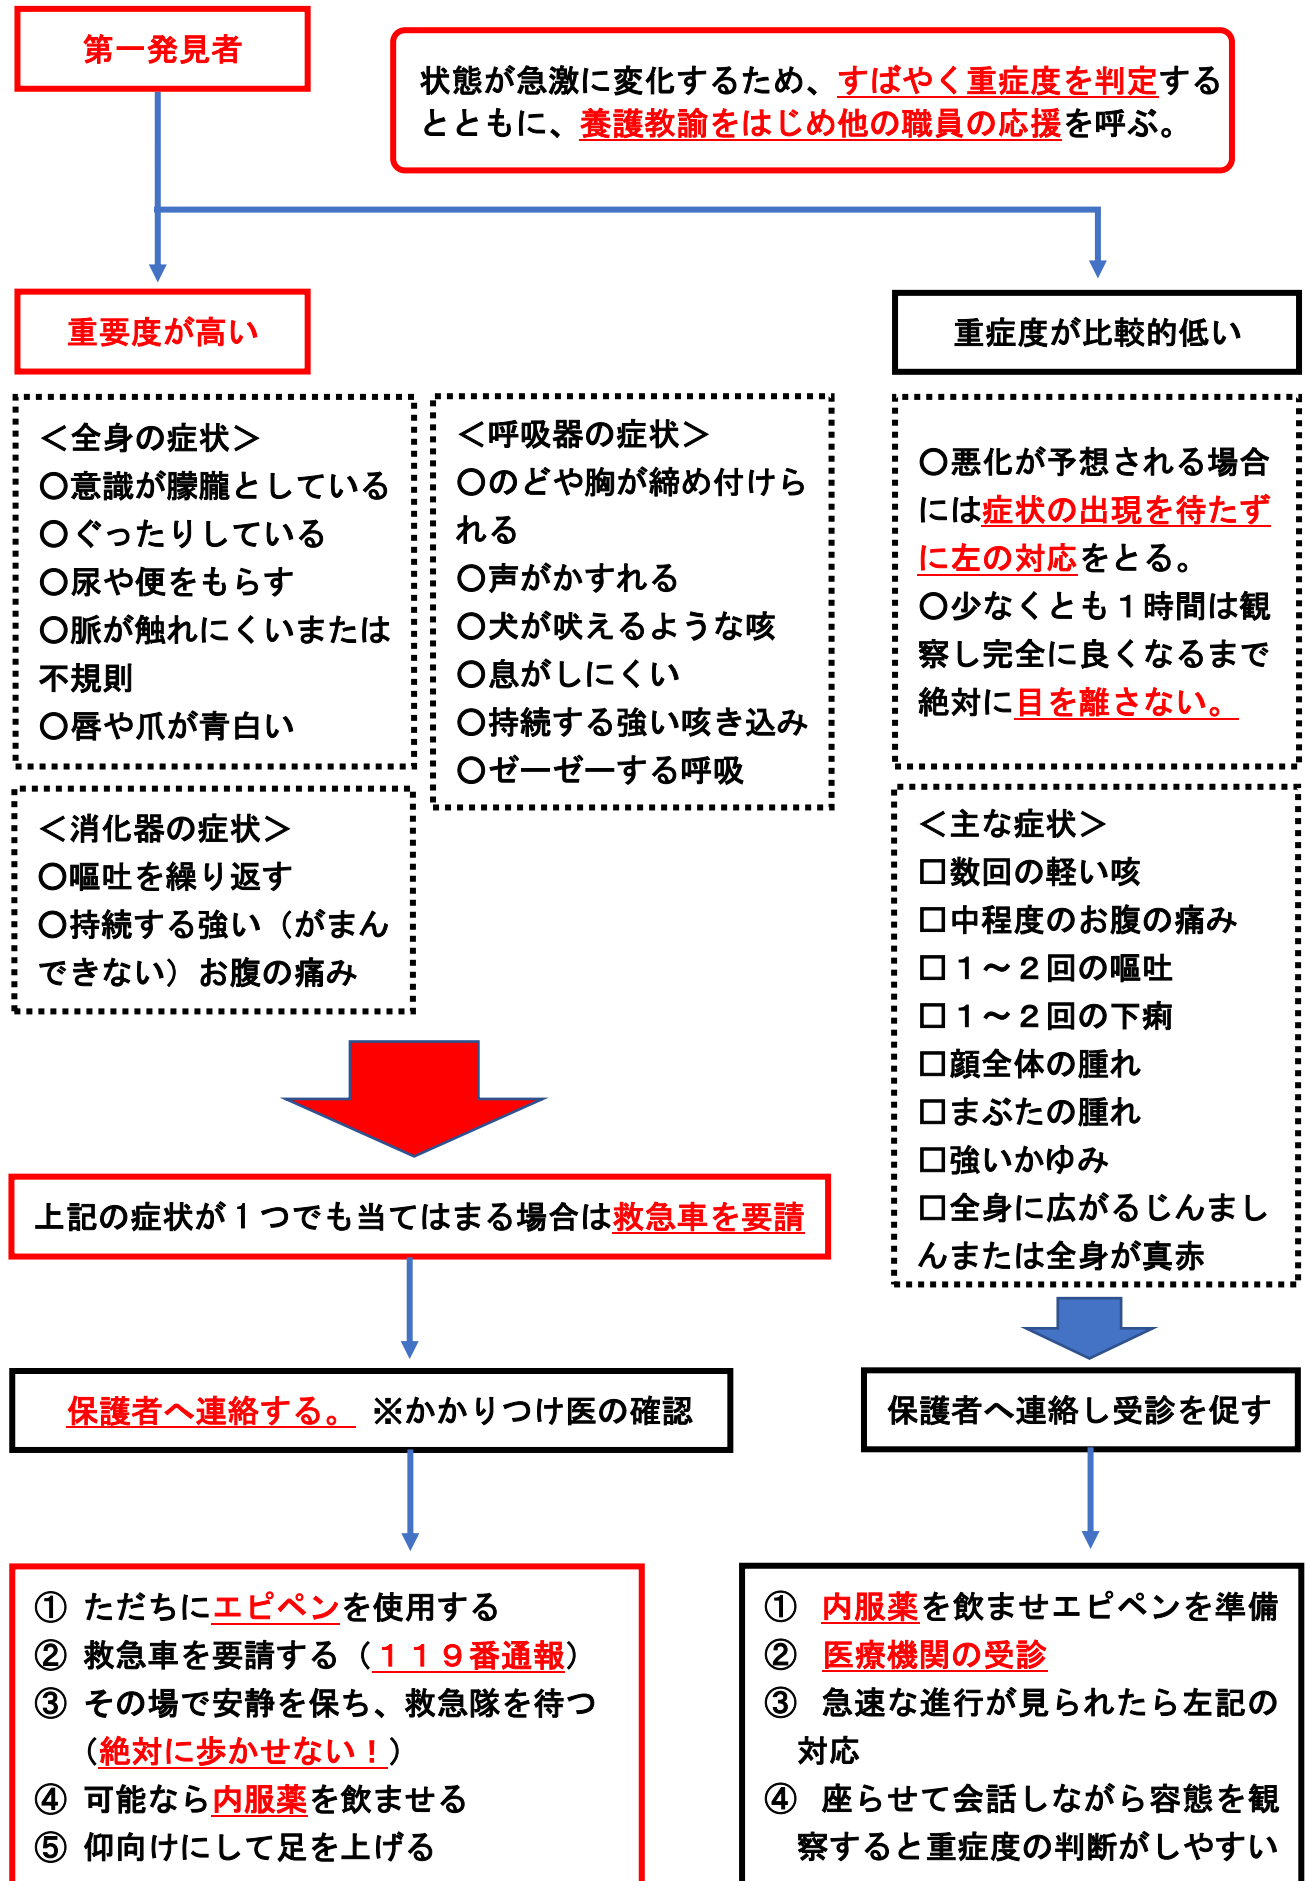 第一発見者
状態が急激に変化するため、すばやく重症度を判定する
とともに、養護教諭をはじめ他の職員の応援を呼ぶ。
重要度が高い
重症度が比較的低い
＜全身の症状＞
〇意識が朦朧としている
〇ぐったりしている
〇尿や便をもらす
〇脈が触れにくいまたは
不規則
〇唇や爪が青白い
＜呼吸器の症状＞
〇のどや胸が締め付けら
れる
〇声がかすれる
〇犬が吠えるような咳
〇息がしにくい
〇持続する強い咳き込み
〇ゼーゼーする呼吸
〇悪化が予想される場合
には症状の出現を待たず
に左の対応をとる。
〇少なくとも１時間は観
察し完全に良くなるまで
絶対に目を離さない。
＜消化器の症状＞
〇嘔吐を繰り返す
〇持続する強い（がまん
できない）お腹の痛み
＜主な症状＞
□数回の軽い咳
□中程度のお腹の痛み
□１～２回の嘔吐
□１～２回の下痢
□顔全体の腫れ
□まぶたの腫れ
□強いかゆみ
□全身に広がるじんまし
んまたは全身が真赤
上記の症状が１つでも当てはまる場合は救急車を要請
保護者へ連絡する。 ※かかりつけ医の確認
保護者へ連絡し受診を促す
① ただちにエピペンを使用する
② 救急車を要請する（１１９番通報）
③ その場で安静を保ち、救急隊を待つ
（絶対に歩かせない！）
④ 可能なら内服薬を飲ませる
⑤ 仰向けにして足を上げる
① 内服薬を飲ませエピペンを準備
② 医療機関の受診
③ 急速な進行が見られたら左記の
対応
④ 座らせて会話しながら容態を観
察すると重症度の判断がしやすい